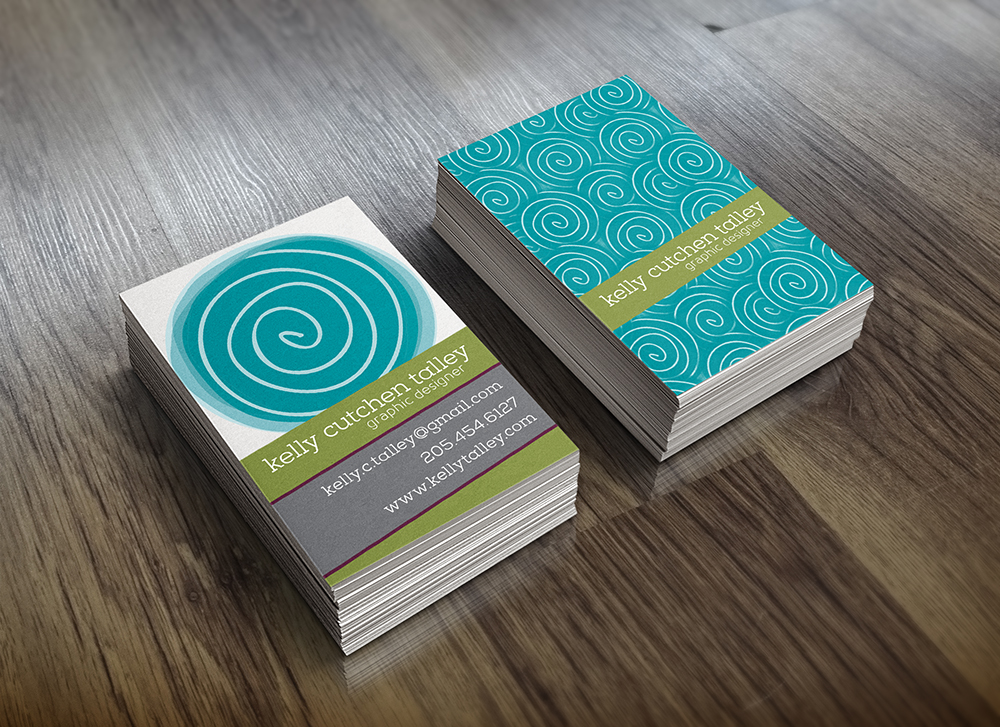 kelly cutchen talley
graphic designer
kelly.c.talley@gmail.com
205.454.6127
www.kellytalley.com
kelly cutchen talley
graphic designer